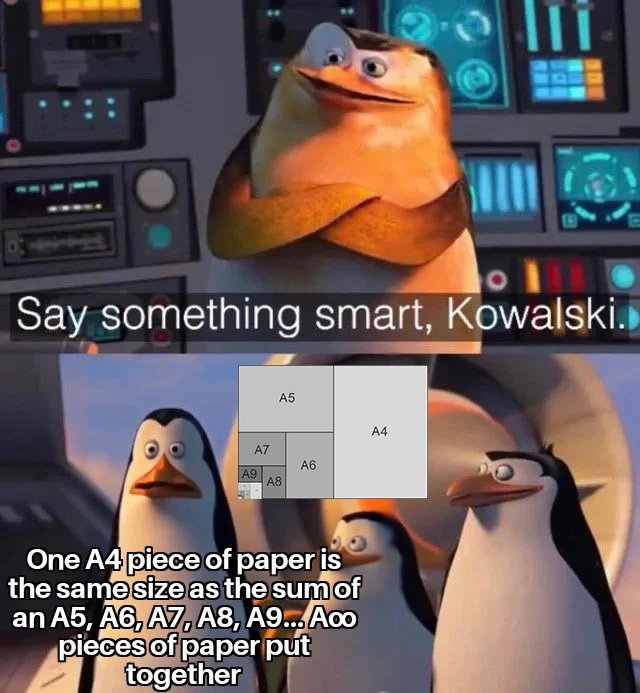 Say something smart, Kowalski.
A5
A4
A7
A6
A9
A8
One A4 piece of paper is
the same size as the sum of
an A5, A6, A7, A8, A9... A∞
pieces of paper put
together